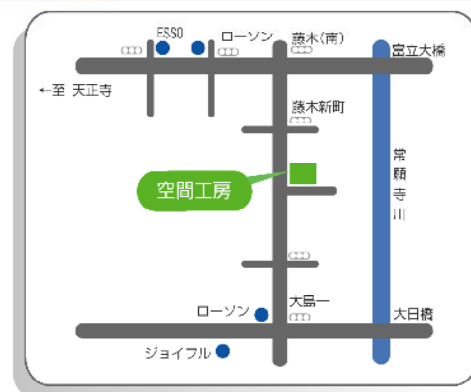 ESSO
ローソン
藤木(南)
富立大橋
←至 天正寺
藤木新町
常願寺川
空間工房
ローソン
大島一
大日橋
ジョイフル